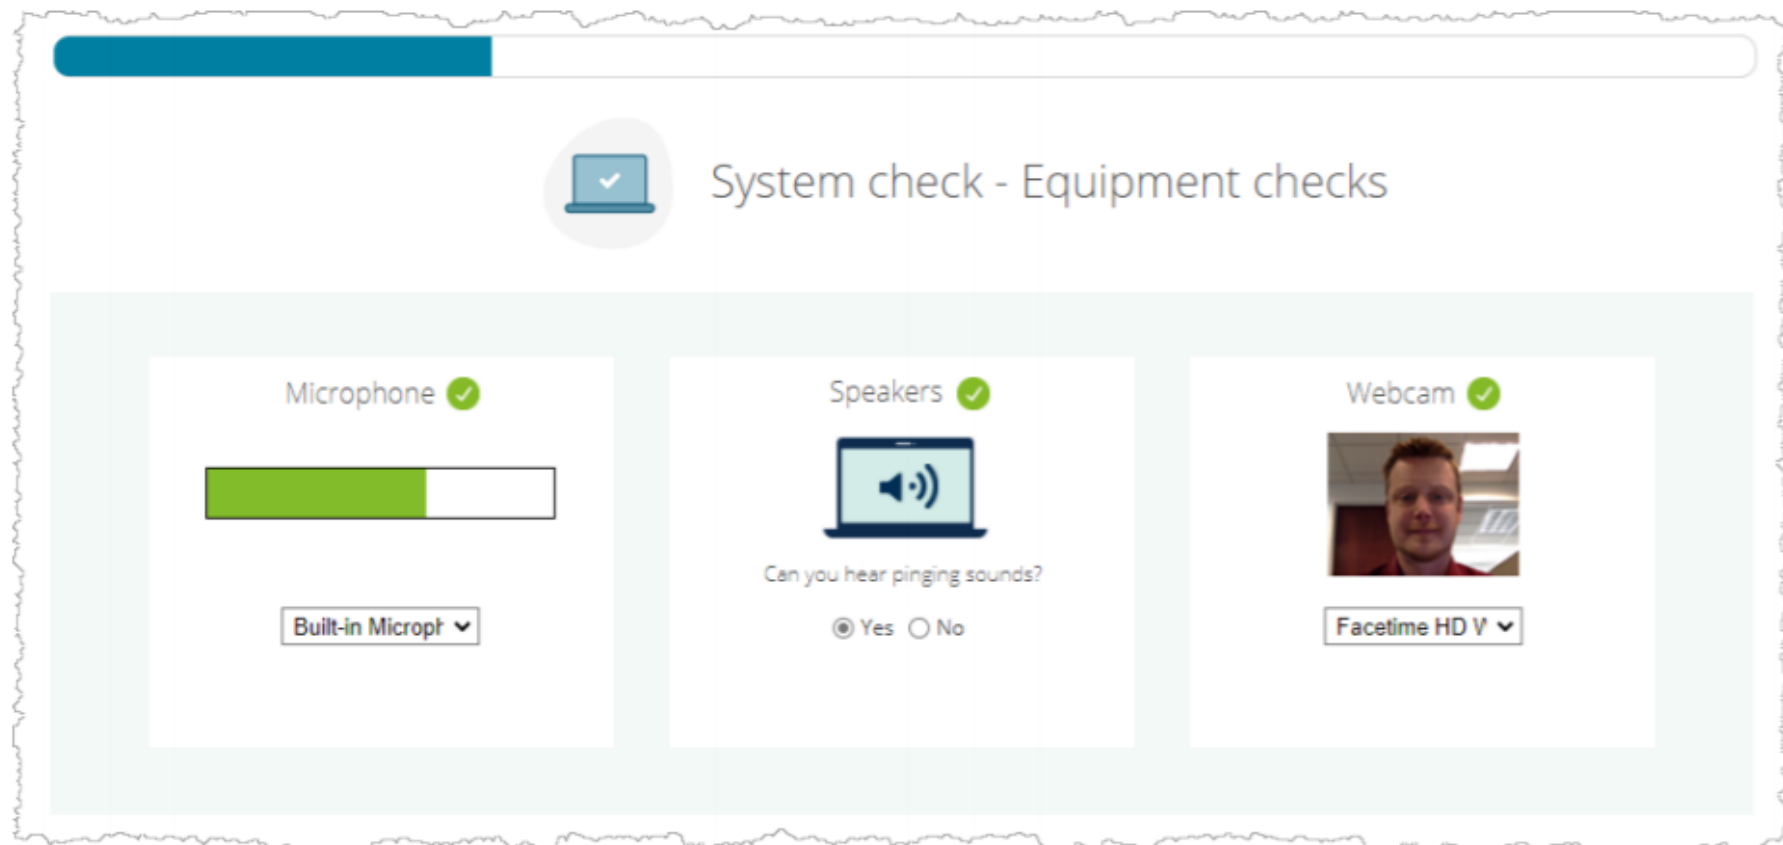 System check - Equipment checks
Microphone
Speakers
Webcam
Can you hear pinging sounds?
Built-in Microph
Yes No
Facetime HD